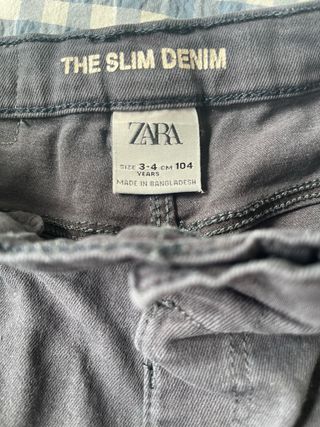 THE SLIM DENIM
ZARA
SIZE 3-4 CM 104
YEARS
MADE IN BANGLADESH